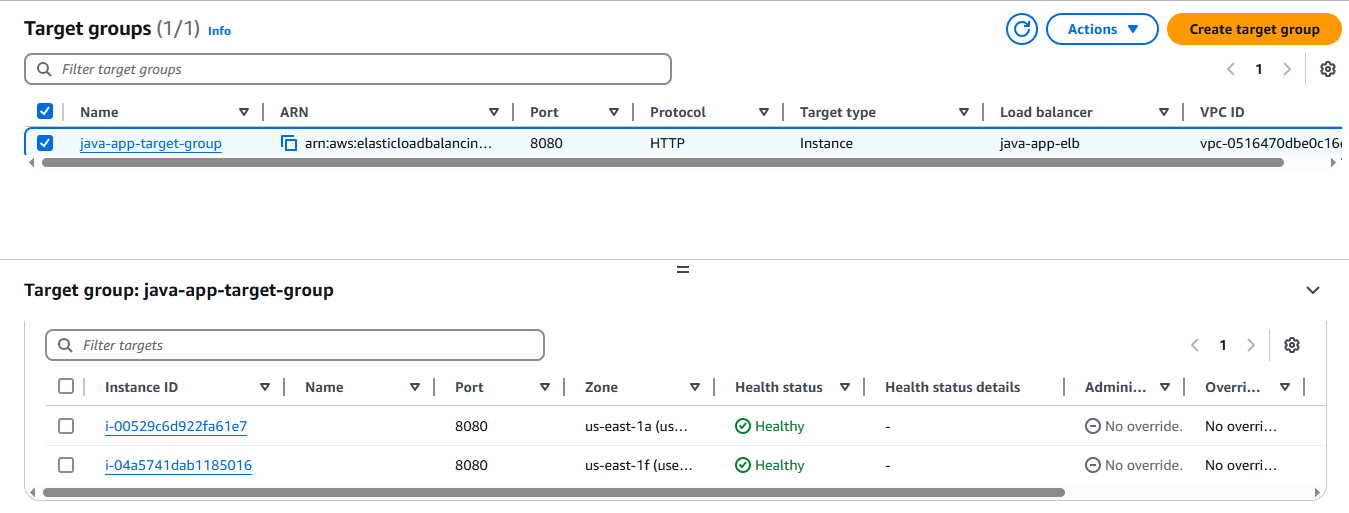 Target groups (1/1) Info
Actions
Create target group
Filter target groups
1
Name ARN Port Protocol Target type Load balancer VPC ID
java-app-target-group arn:aws:elasticloadbalancin... 8080 HTTP Instance java-app-elb vpc-0516470dbe0c16
Target group: java-app-target-group
Filter targets
1
Instance ID Name Port Zone Health status Health status details Admini... Overri...
i-00529c6d922fa61e7 8080 us-east-1a (us... Healthy - No override. No overri...
i-04a5741dab1185016 8080 us-east-1f (use... Healthy - No override. No overri...